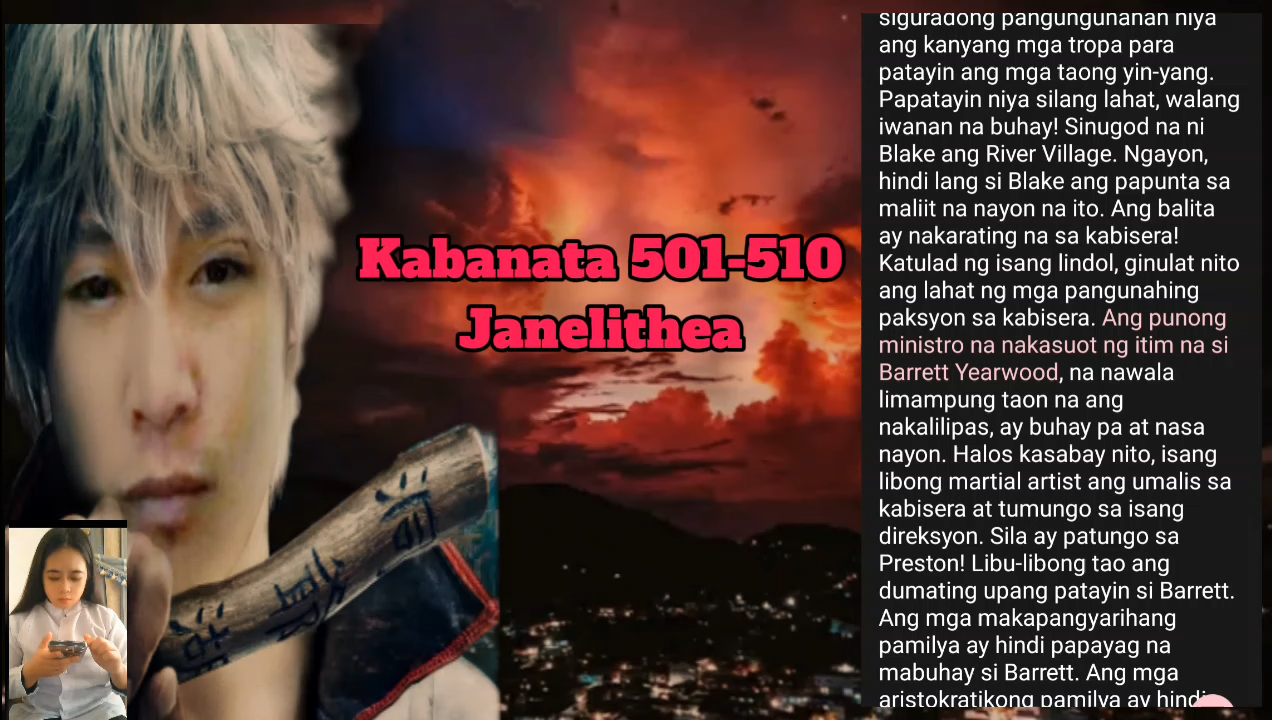 Kabanata 501-510
Janelithea
siguradong pangungunahan niya
ang kanyang mga tropa para
patayin ang mga taong yin-yang.
Papatayin niya silang lahat, walang
iwanan na buhay! Sinugod na ni
Blake ang River Village. Ngayon,
hindi lang si Blake ang papunta sa
maliit na nayon na ito. Ang balita
ay nakarating na sa kabisera!
Katulad ng isang lindol, ginulat nito
ang lahat ng mga pangunahing
paksyon sa kabisera. Ang punong
ministro na nakasuot ng itim na si
Barrett Yearwood, na nawala
limampung taon na ang
nakalilipas, ay buhay pa at nasa
nayon. Halos kasabay nito, isang
libong martial artist ang umalis sa
kabisera at tumungo sa isang
direksyon. Sila ay patungo sa
Preston! Libu-libong tao ang
dumating upang patayin si Barrett.
Ang mga makapangyarihang
pamilya ay hindi papayag na
mabuhay si Barrett. Ang mga
aristokratikong pamilya ay hindi